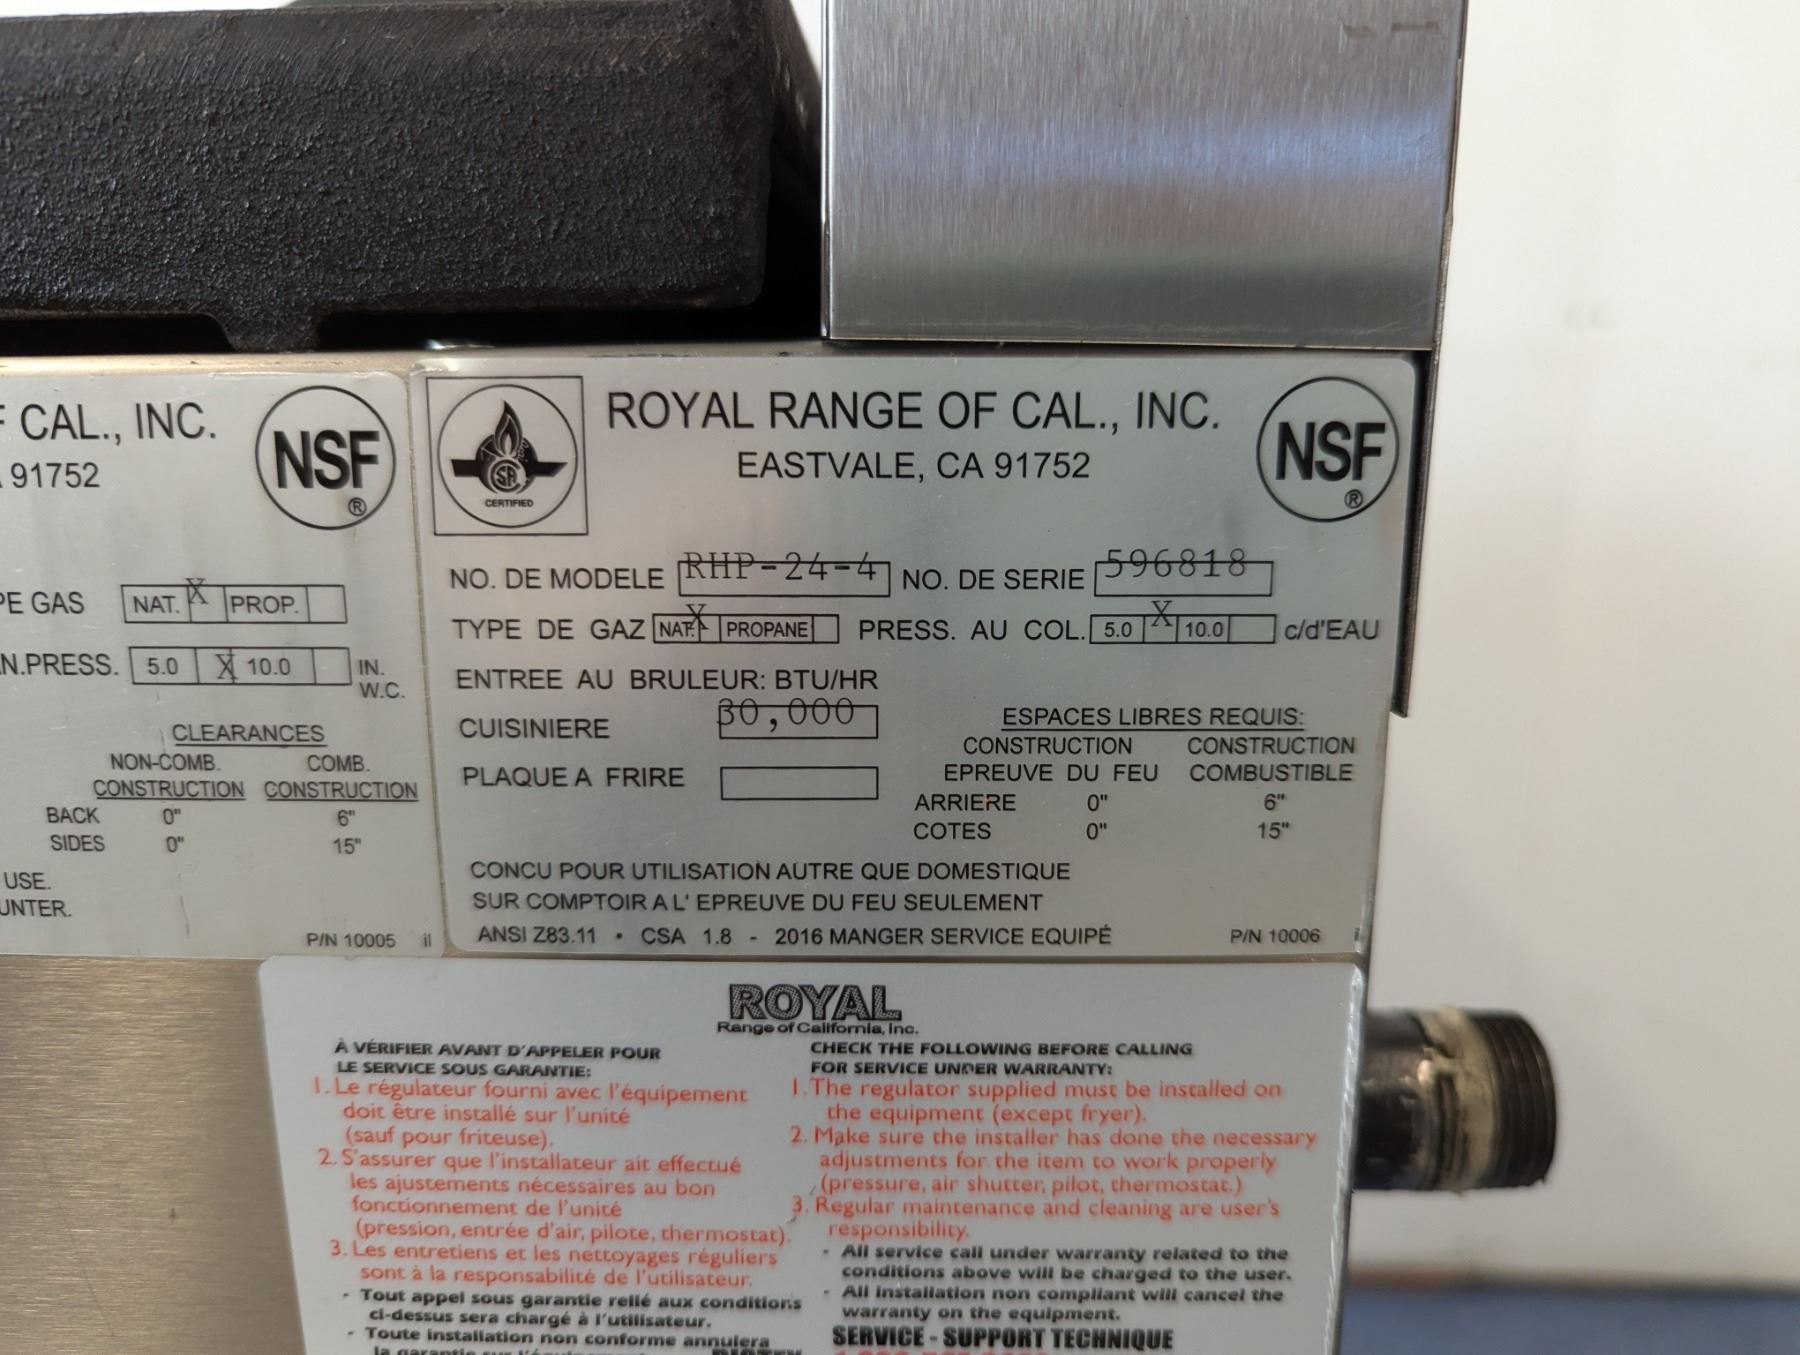 F CAL., INC.
91752
NSF
®
PE GAS NAT. X PROP.
N.PRESS. 5.0 X 10.0 IN. W.C.
CLEARANCES
NON-COMB. COMB.
CONSTRUCTION CONSTRUCTION
BACK 0" 6"
SIDES 0" 15"
USE.
UNTER.
P/N 10005 il
CERTIFIED
ROYAL RANGE OF CAL., INC.
EASTVALE, CA 91752
NSF
®
NO. DE MODELE RHP-24-4 NO. DE SERIE 596818
TYPE DE GAZ NAT. X PROPANE PRESS. AU COL. 5.0 X 10.0 c/d'EAU
ENTREE AU BRULEUR: BTU/HR
CUISINIERE 30,000
PLAQUE A FRIRE
ESPACES LIBRES REQUIS:
CONSTRUCTION CONSTRUCTION
EPREUVE DU FEU COMBUSTIBLE
ARRIERE 0" 6"
COTES 0" 15"
CONCU POUR UTILISATION AUTRE QUE DOMESTIQUE
SUR COMPTOIR A L' EPREUVE DU FEU SEULEMENT
ANSI Z83.11 • CSA 1.8 - 2016 MANGER SERVICE EQUIPÉ P/N 10006
ROYAL
Range of California, Inc.
À VÉRIFIER AVANT D'APPELER POUR
LE SERVICE SOUS GARANTIE:
1. Le régulateur fourni avec l'équipement
doit être installé sur l'unité
(sauf pour friteuse).
2. S'assurer que l'installateur ait effectué
les ajustements nécessaires au bon
fonctionnement de l'unité
(pression, entrée d'air, pilote, thermostat).
3. Les entretiens et les nettoyages réguliers
sont à la responsabilité de l'utilisateur.
- Tout appel sous garantie relié aux conditions
ci-dessus sera chargé à l'utilisateur.
- Toute installation non conforme annulera
la garantie sur
CHECK THE FOLLOWING BEFORE CALLING
FOR SERVICE UNDER WARRANTY:
1. The regulator supplied must be installed on
the equipment (except fryer).
2. Make sure the installer has done the necessary
adjustments for the item to work properly
(pressure, air shutter, pilot, thermostat.)
3. Regular maintenance and cleaning are user's
responsibility.
- All service call under warranty related to the
conditions above will be charged to the user.
- All installation non compliant will cancel the
warranty on the equipment.
SERVICE - SUPPORT TECHNIQUE